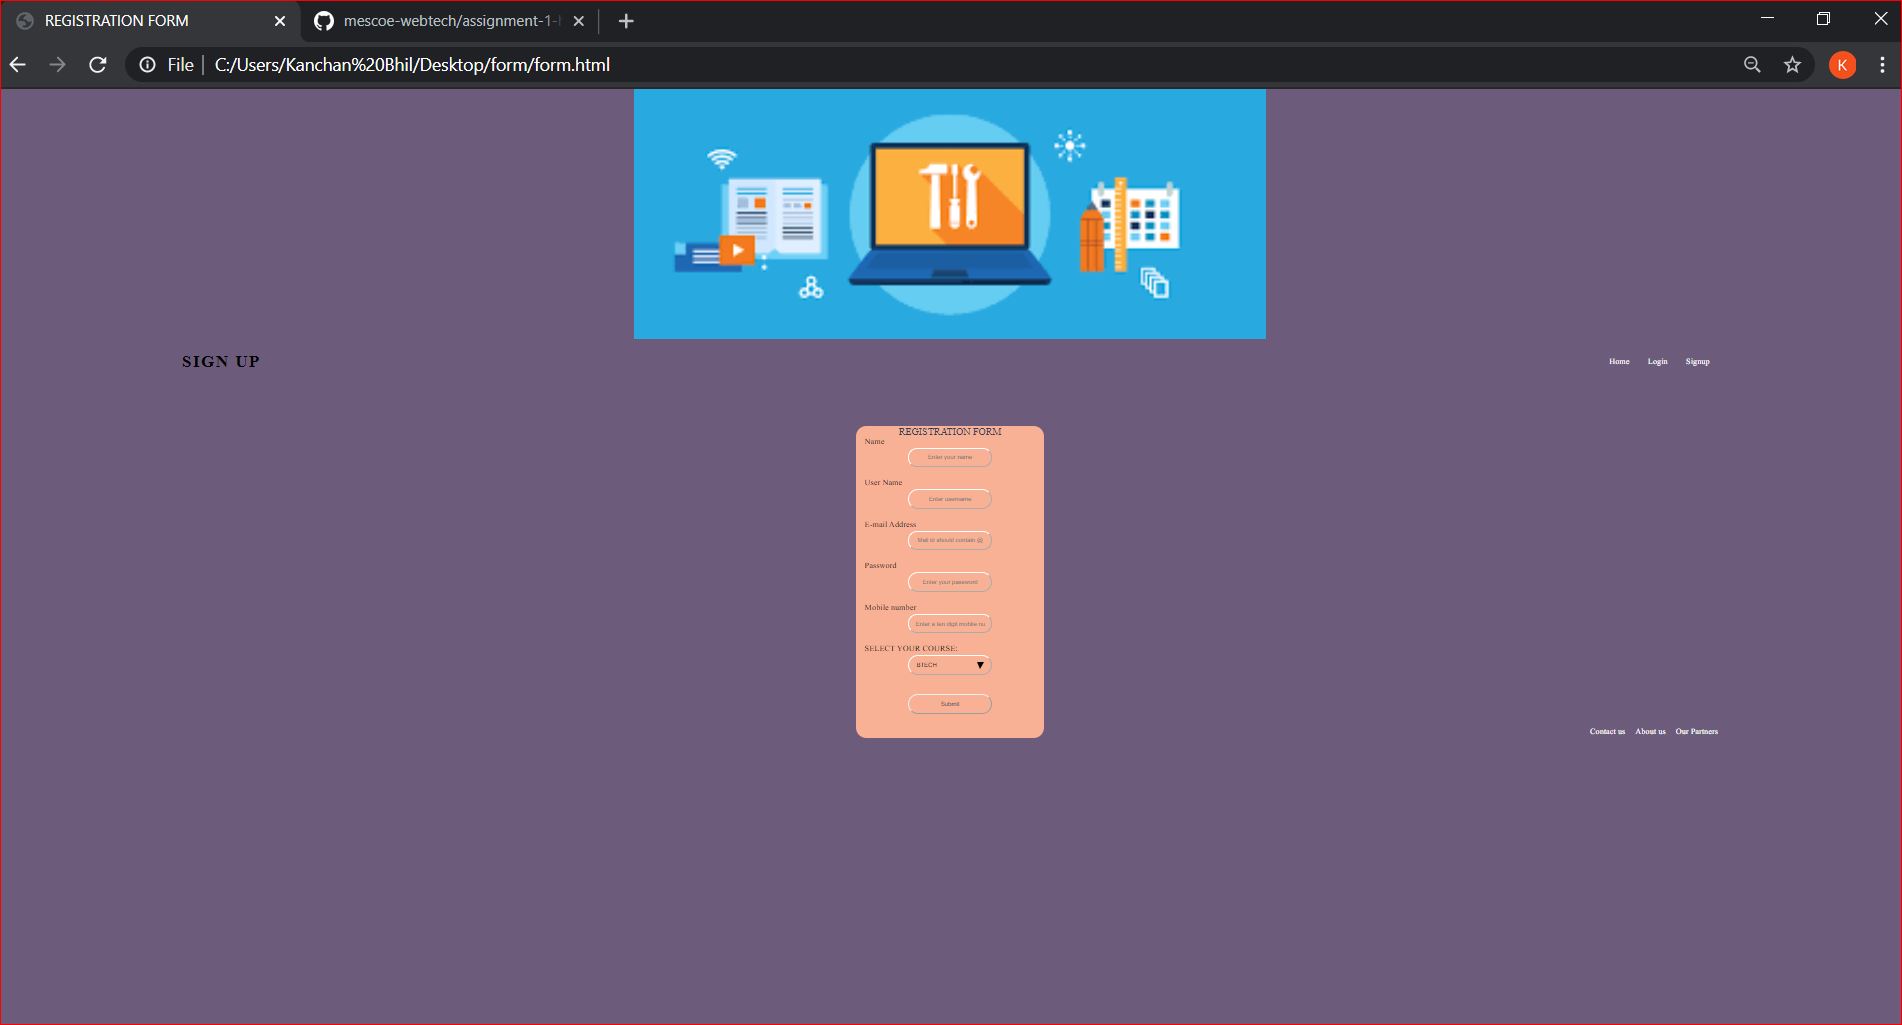 REGISTRATION FORM
mescoe-webtech/assignment-1-
File
C:/Users/Kanchan%20Bhil/Desktop/form/form.html
K
SIGN UP
Home Login Signup
REGISTRATION FORM
Name
Enter your name
User Name
Enter username
E-mail Address
Mail id should contain @
Password
Enter your password
Mobile number
Enter a ten digit mobile nu
SELECT YOUR COURSE:
BTECH
Submit
Contact us About us Our Partners